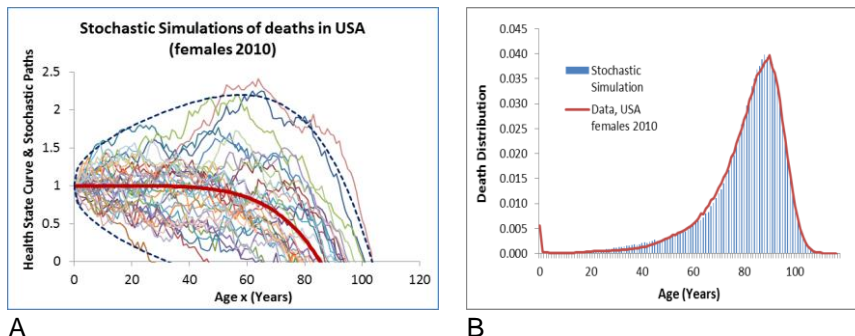 Stochastic Simulations of deaths in USA
(females 2010)
Health State Curve & Stochastic Paths
2.5
2
1.5
1
0.5
0
0 20 40 60 80 100 120
Age x (Years)
A
Death Distribution
0.045
0.040
0.035
0.030
0.025
0.020
0.015
0.010
0.005
0.000
Stochastic
Simulation
Data, USA
females 2010
0 20 40 60 80 100
Age (Years)
B